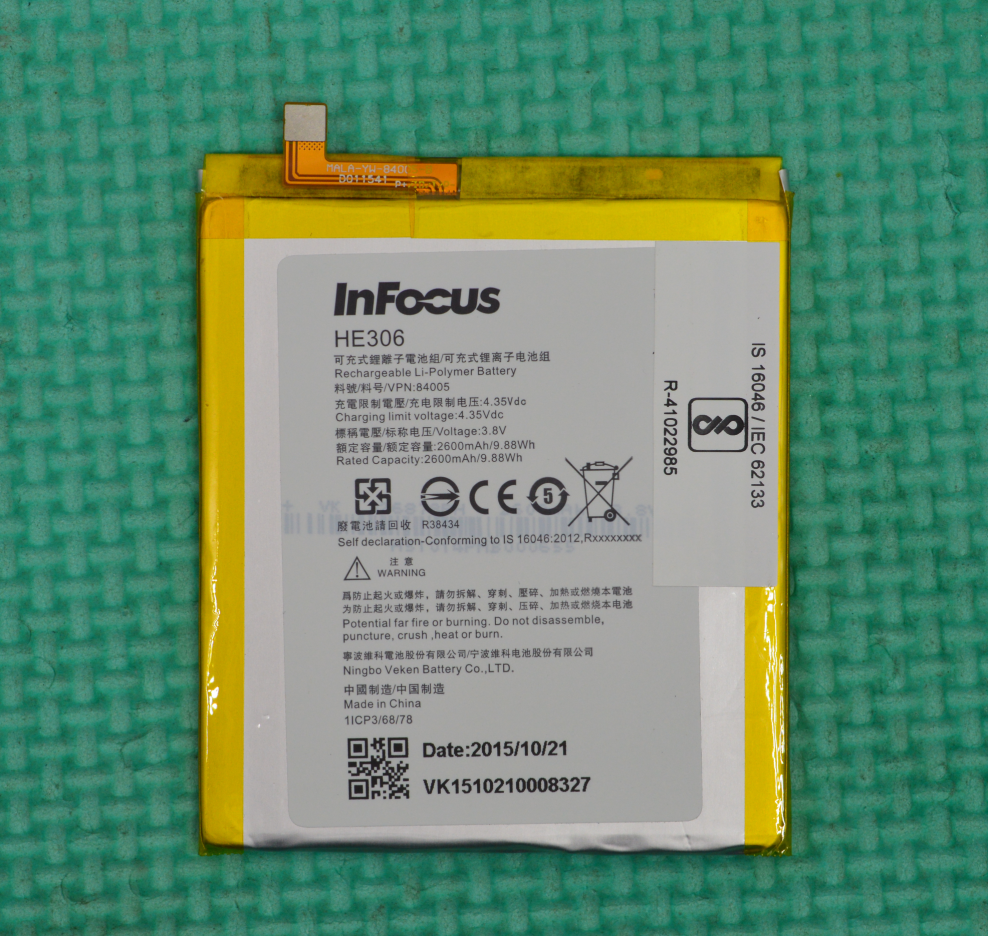 MALA-YW-8401
D011541 P+
InFocus
HE306
可充式鋰離子電池組/可充式锂离子电池组
Rechargeable Li-Polymer Battery
料號/料号/VPN:84005
充電限制電壓/充电限制电压:4.35Vdc
Charging limit voltage:4.35Vdc
標稱電壓/标称电压/Voltage:3.8V
額定容量/额定容量:2600mAh/9.88Wh
Rated Capacity:2600mAh/9.88Wh
CE
5
廢電池請回收 R38434
Self declaration-Conforming to IS 16046:2012,Rxxxxxxxx
注 意
WARNING
爲防止起火或爆炸，請勿拆解、穿刺、壓碎、加熱或燃燒本電池
为防止起火或爆炸，请勿拆解、穿刺、压碎、加热或燃烧本电池
Potential far fire or burning. Do not disassemble,
puncture, crush ,heat or burn.
寧波維科電池股份有限公司/宁波维科电池股份有限公司
Ningbo Veken Battery Co.,LTD.
中國制造/中国制造
Made in China
1ICP3/68/78
Date:2015/10/21
VK1510210008327
IS 16046 / IEC 62133
R-41022985